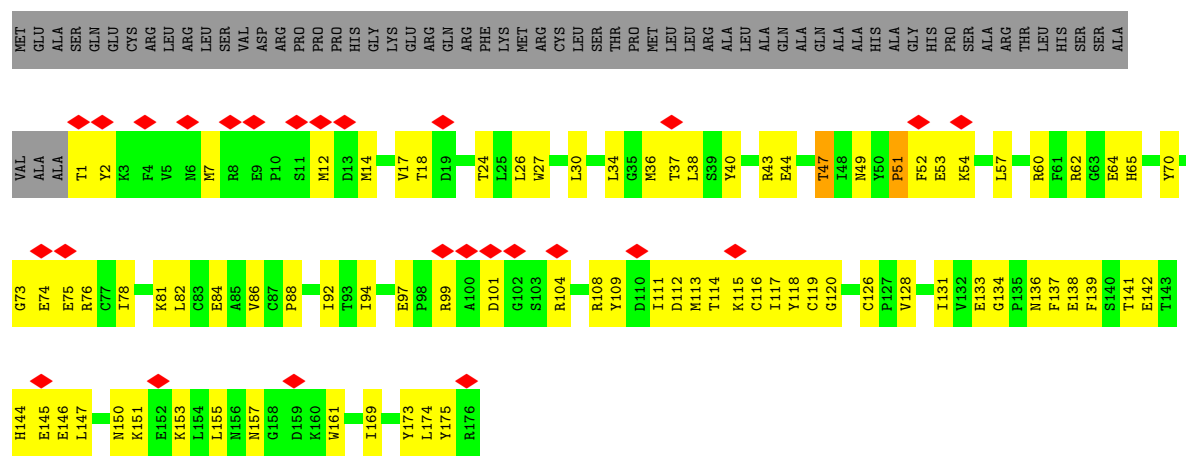 MET GLU ALA SER GLN GLU CYS ARG LEU ARG LEU SER VAL ASP ARG PRO PRO PRO HIS GLY LYS GLU ARG GLN ARG PHE LYS MET ARG CYS LEU SER THR PRO MET LEU LEU ARG ALA LEU ALA GLN ALA GLN ALA ALA HIS ALA GLY HIS PRO SER ALA ARG THR LEU HIS SER SER ALA
VAL ALA ALA T1 Y2 K3 F4 V5 N6 M7 R8 E9 P10 S11 M12 D13 M14 V17 T18 D19 T24 L25 L26 W27 L30 L34 G35 M36 T37 L38 S39 Y40 R43 E44 T47 I48 N49 Y50 P51 F52 E53 K54 L57 R60 F61 R62 G63 E64 H65 Y70
G73 E74 E75 R76 C77 I78 K81 L82 C83 E84 A85 V86 C87 P88 I92 T93 I94 E97 P98 R99 A100 D101 G102 S103 R104 R108 Y109 D110 I111 D112 M113 T114 K115 C116 I117 Y118 C119 G120 C126 P127 V128 I131 V132 E133 G134 P135 N136 F137 E138 F139 S140 T141 E142 T143
H144 E145 E146 L147 N150 K151 E152 K153 L154 L155 N156 N157 G158 D159 K160 W161 I169 Y173 L174 Y175 R176